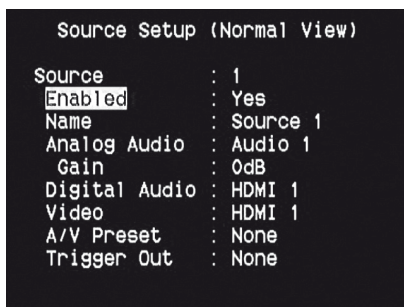 Source Setup (Normal View)
Source : 1
Enabled : Yes
Name : Source 1
Analog Audio : Audio 1
Gain : 0dB
Digital Audio : HDMI 1
Video : HDMI 1
A/V Preset : None
Trigger Out : None